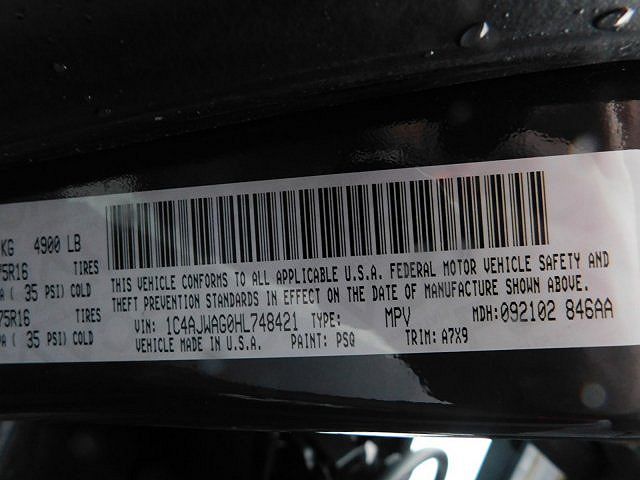 KG 4900 LB
75R16 TIRES
PA ( 35 PSI) COLD
75R16 TIRES
PA ( 35 PSI) COLD
THIS VEHICLE CONFORMS TO ALL APPLICABLE U.S.A. FEDERAL MOTOR VEHICLE SAFETY AND
THEFT PREVENTION STANDARDS IN EFFECT ON THE DATE OF MANUFACTURE SHOWN ABOVE.
VIN: 1C4AJWAG0HL748421 TYPE: MPV MDH:092102 846AA
VEHICLE MADE IN U.S.A. PAINT: PSQ TRIM: A7X9